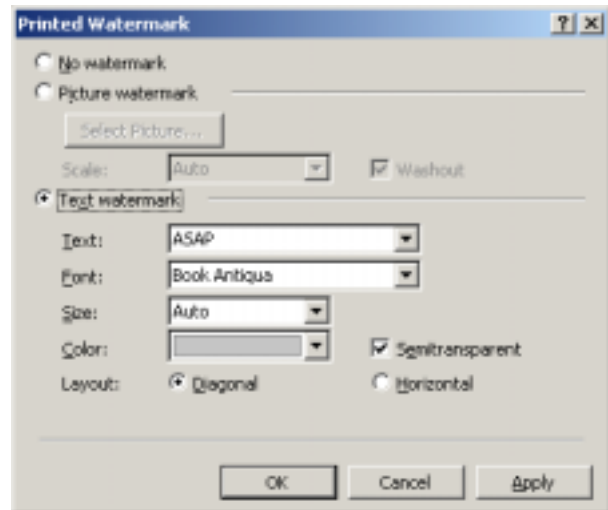 Printed Watermark
No watermark
Picture watermark
Select Picture...
Scale: Auto Washout
Text watermark
Text: ASAP
Font: Book Antiqua
Size: Auto
Color: Semitransparent
Layout: Diagonal Horizontal
OK Cancel Apply